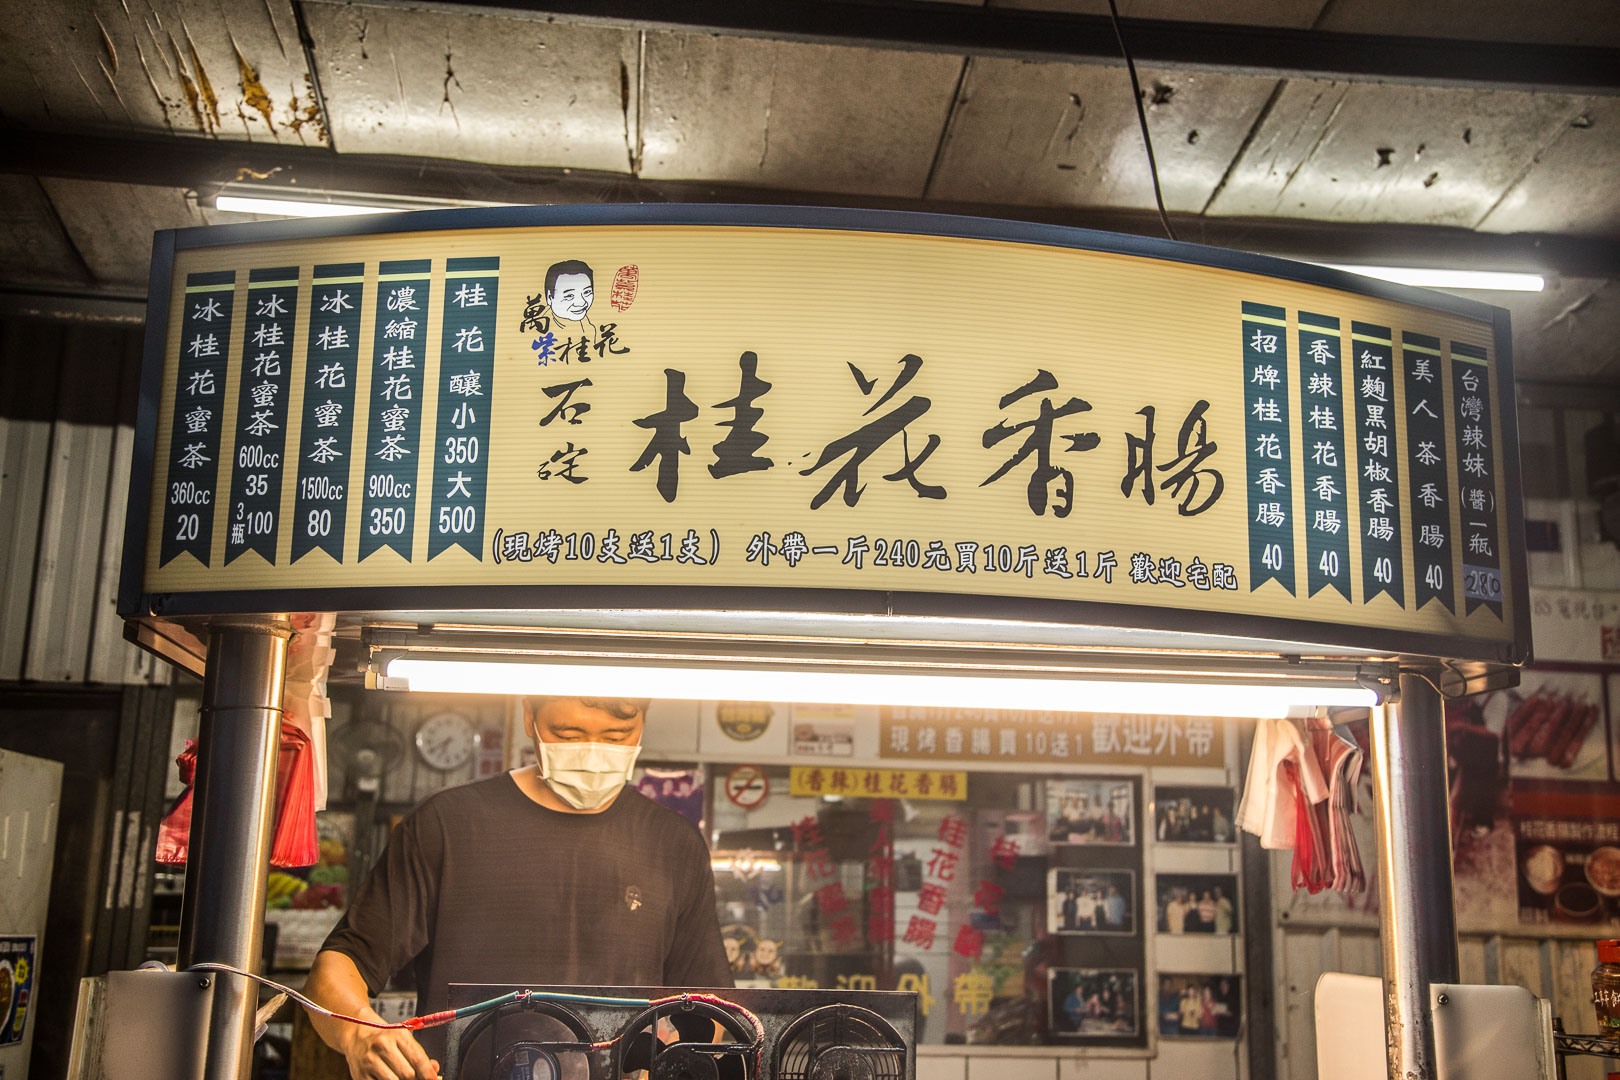 冰桂花蜜茶 360cc 20
冰桂花蜜茶 600cc 35 3瓶100
冰桂花蜜茶 1500cc 80
濃縮桂花蜜茶 900cc 350
桂花釀 小350 大500
萬紫桂花
石碇
桂花香腸
(現烤10支送1支) 外帶一斤240元買10斤送1斤 歡迎宅配
招牌桂花香腸 40
香辣桂花香腸 40
紅麴黑胡椒香腸 40
美人茶香腸 40
台灣辣妹(醬)一瓶 280
現烤香腸買10送1 歡迎外帶
(香辣)桂花香腸
桂花香腸
歡迎外帶